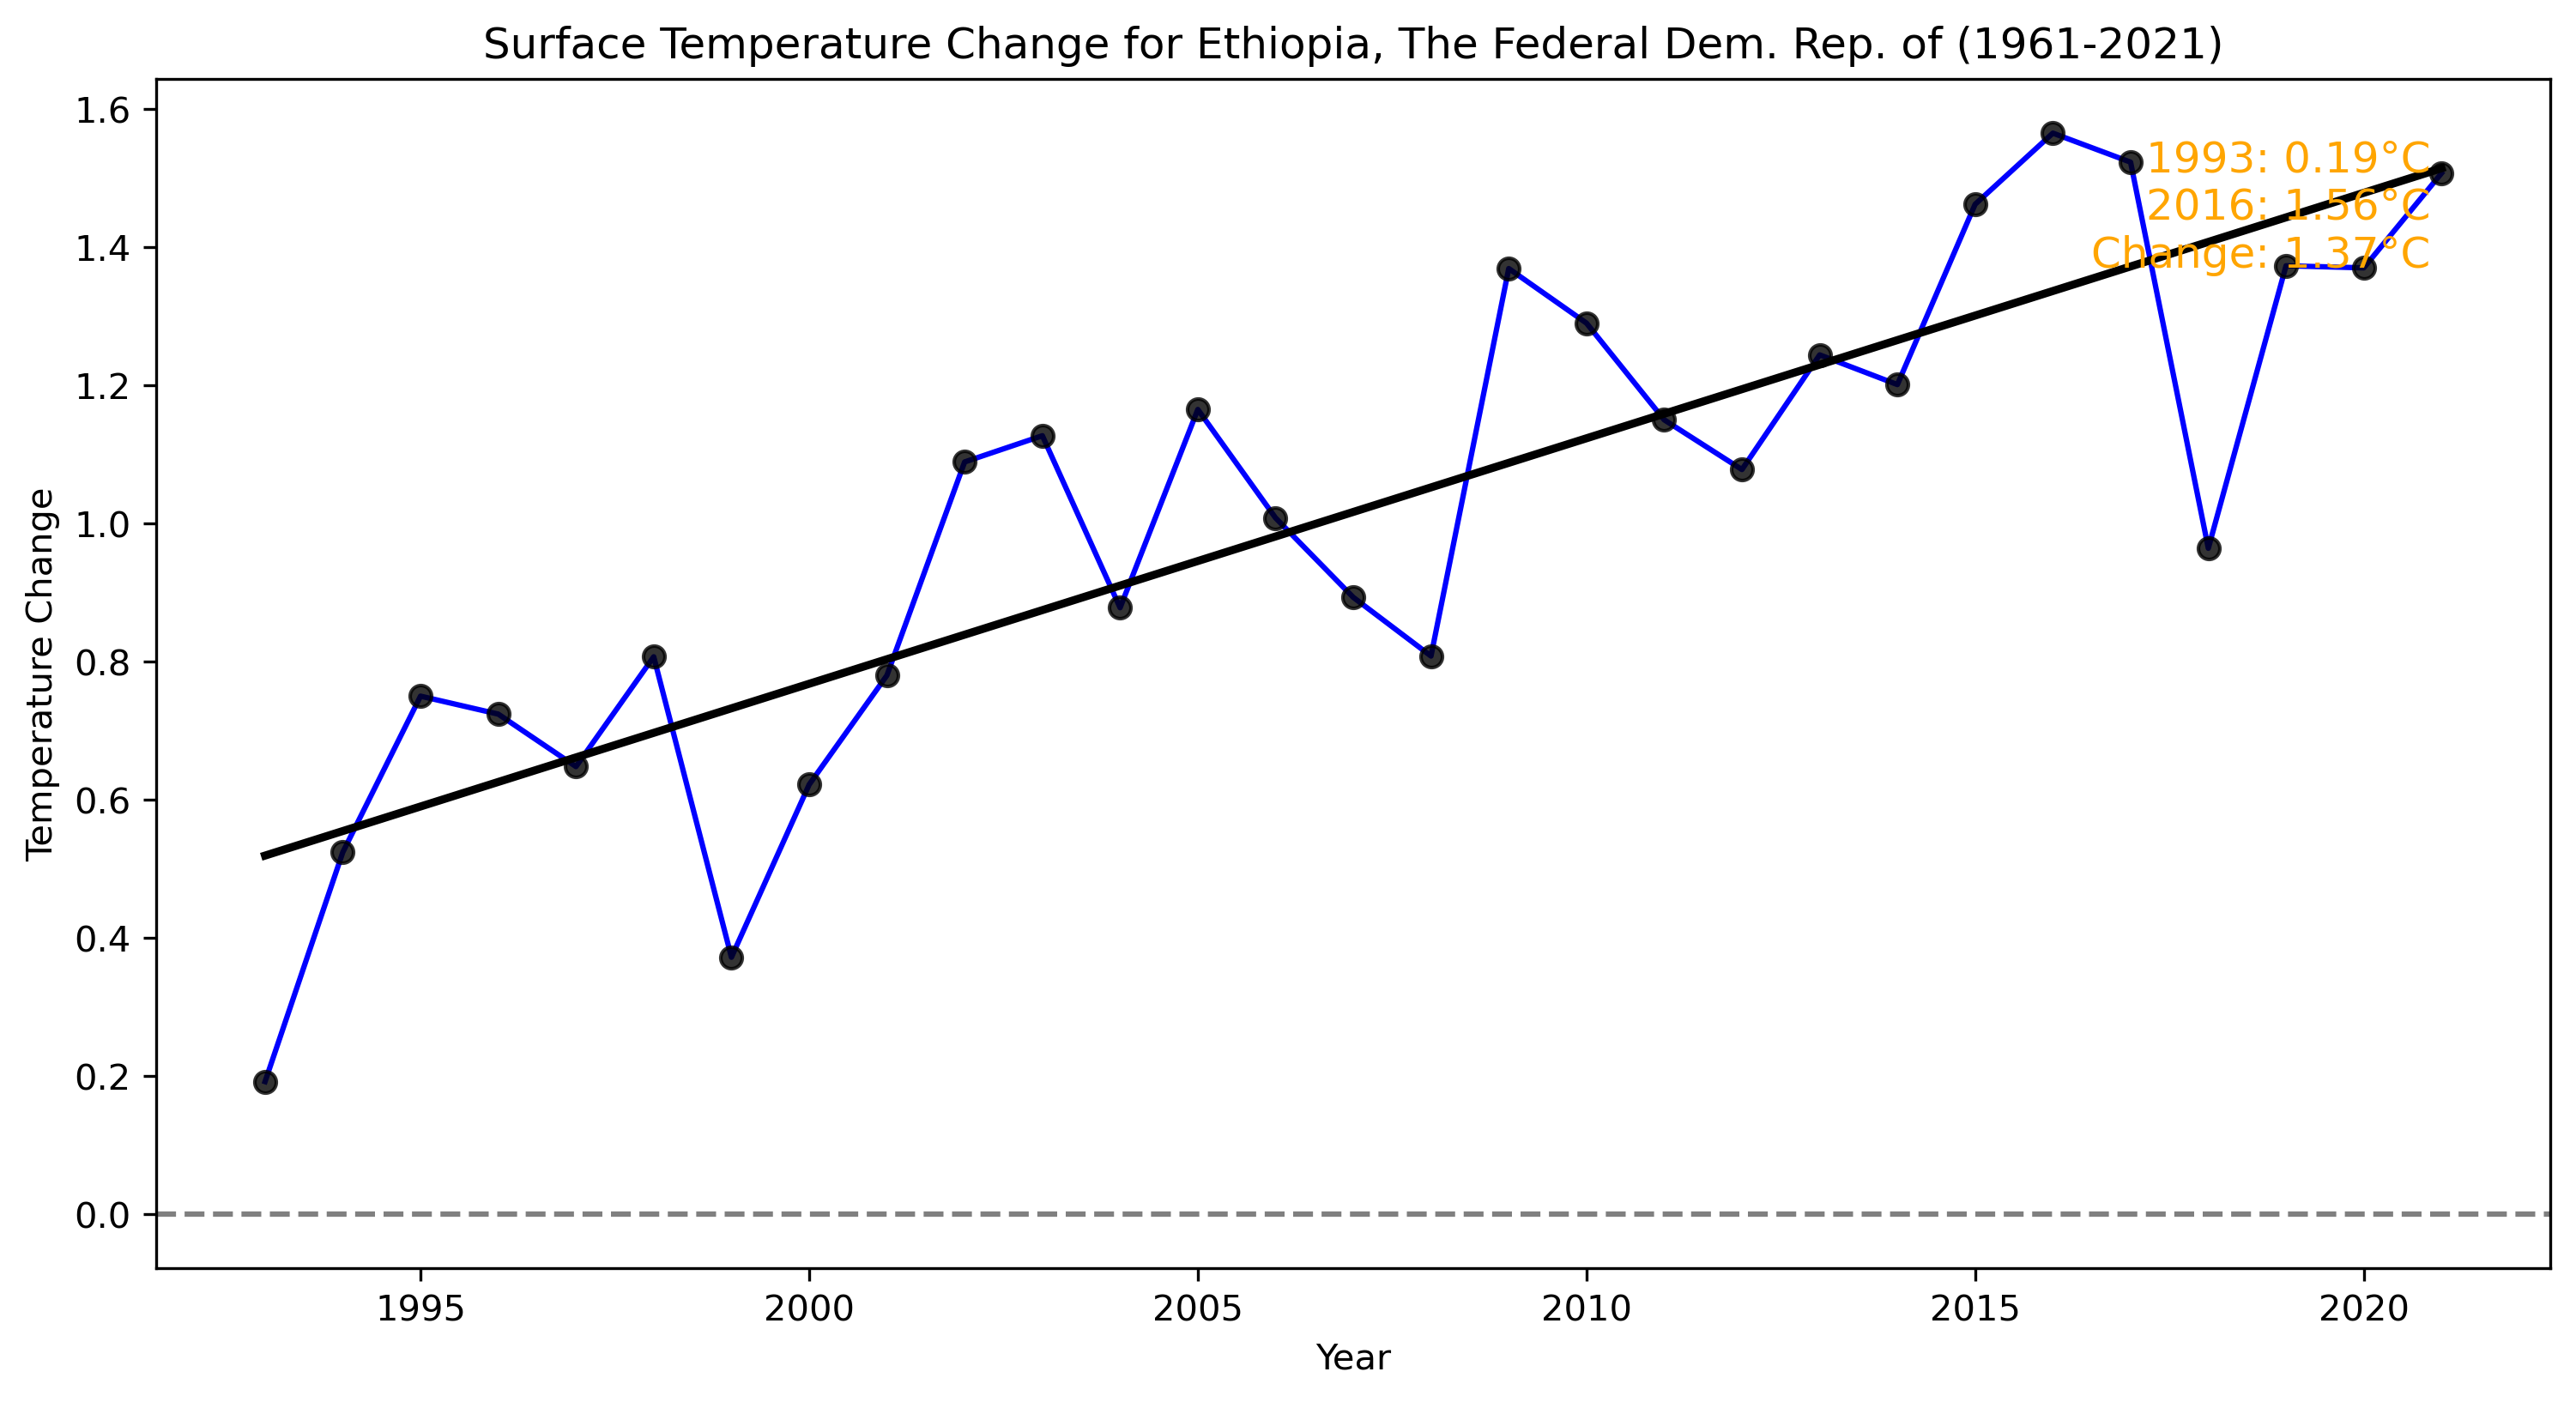 Surface Temperature Change for Ethiopia, The Federal Dem. Rep. of (1961-2021)
1.6
1.4
1.2
1.0
0.8
0.6
0.4
0.2
0.0
Temperature Change
1993: 0.19°C
2016: 1.56°C
Change: 1.37°C
1995 2000 2005 2010 2015 2020
Year